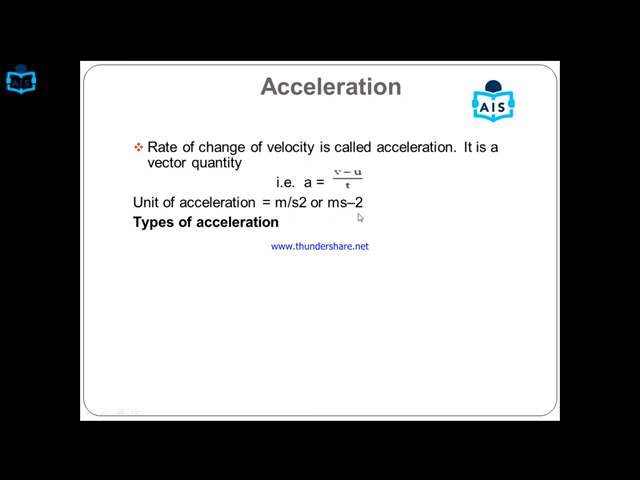 AIS
Acceleration
AIS
❖ Rate of change of velocity is called acceleration. It is a
vector quantity
i.e. a = v – u / t
Unit of acceleration = m/s2 or ms–2
Types of acceleration
www.thundershare.net